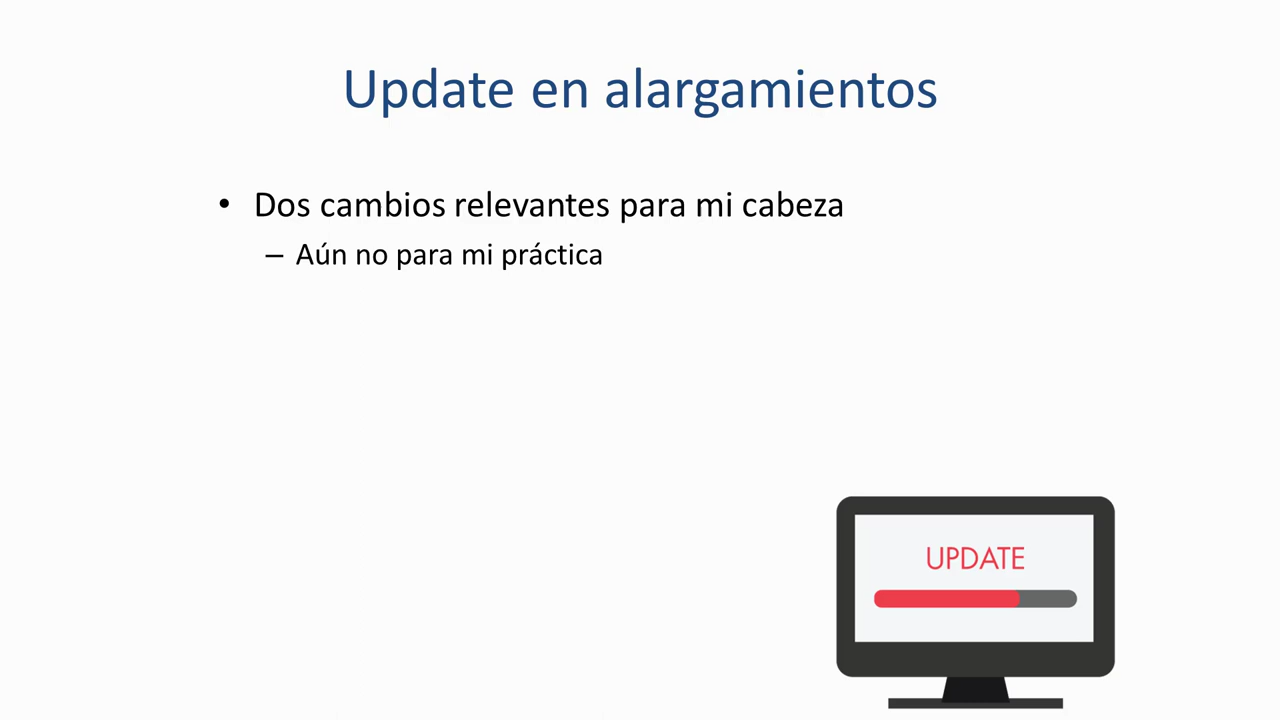 Update en alargamientos
• Dos cambios relevantes para mi cabeza
– Aún no para mi práctica
UPDATE